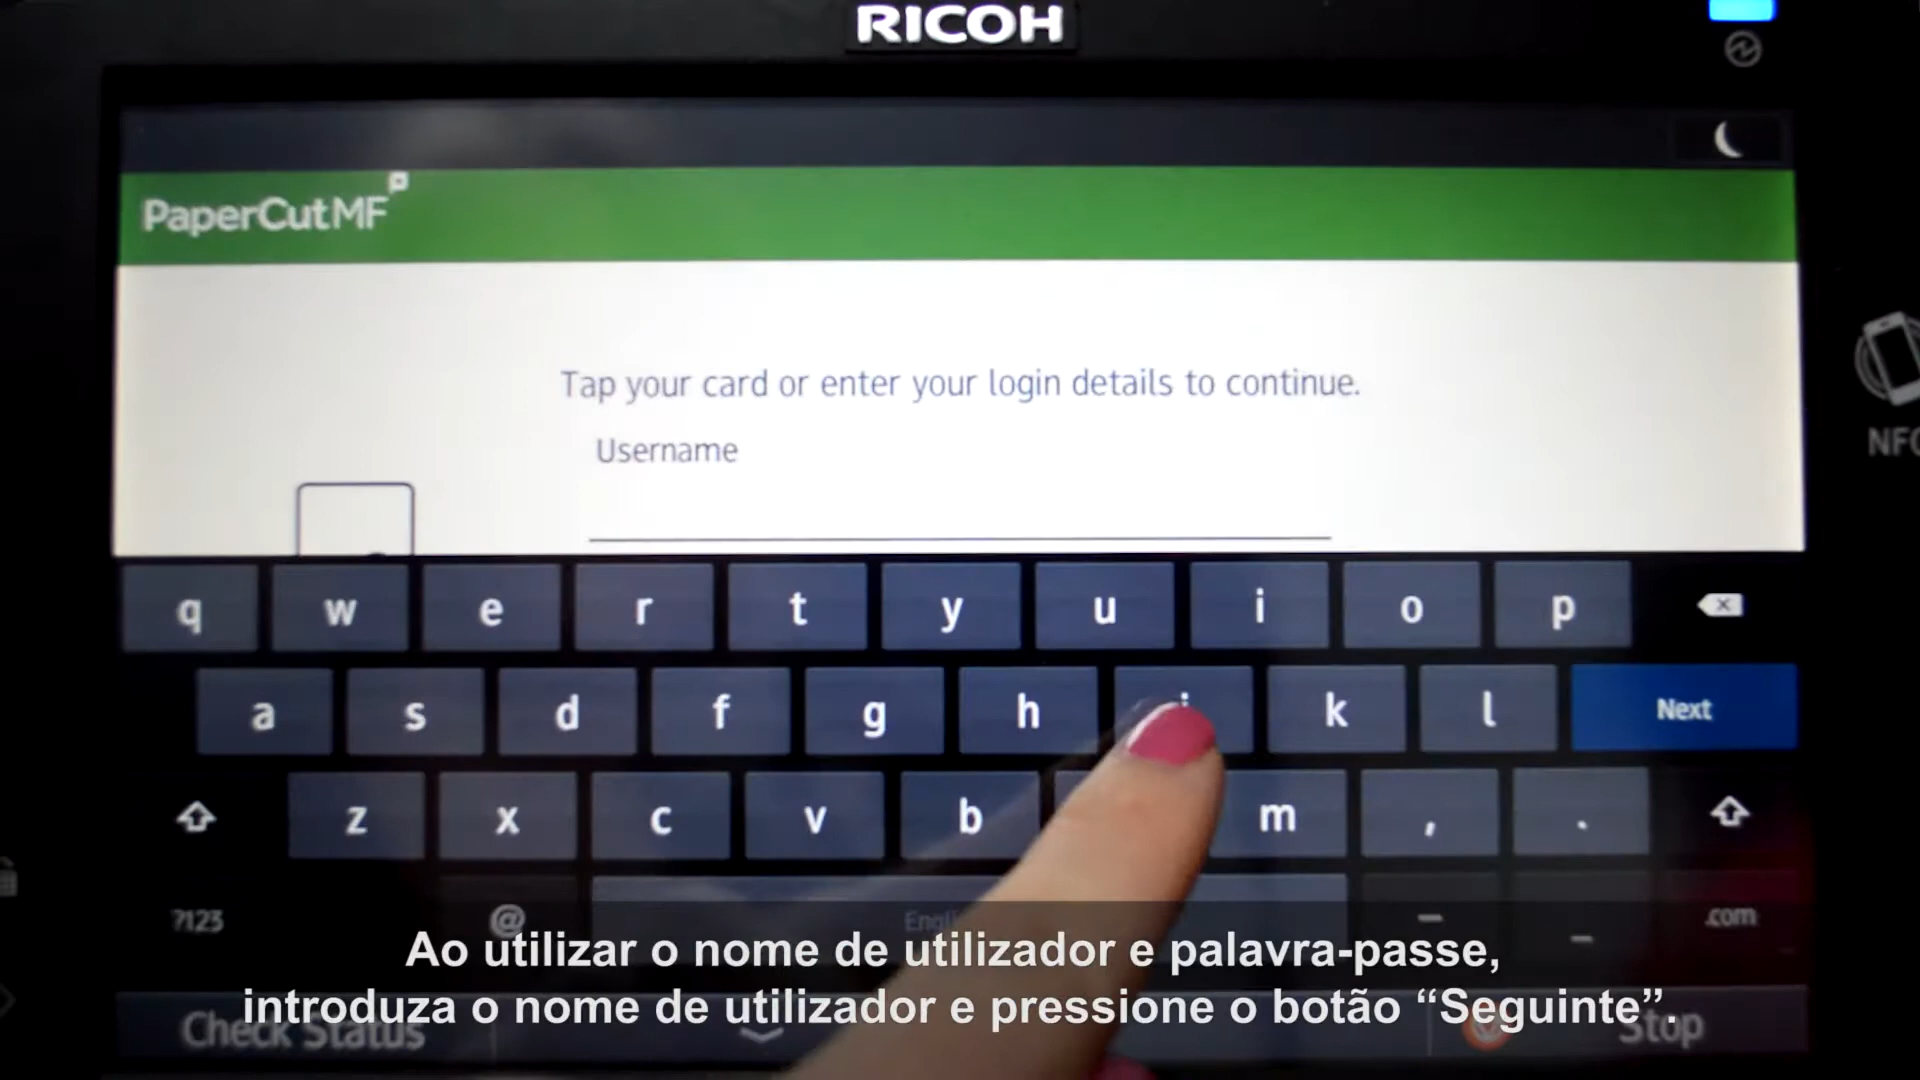 RICOH
PaperCutMF
Tap your card or enter your login details to continue.
NFC
Username
q w e r t y u i o p
a s d f g h j k l Next
z x c v b m , .
?123 @ - _ .com
Ao utilizar o nome de utilizador e palavra-passe,
introduza o nome de utilizador e pressione o botão “Seguinte”.
Check Status Stop